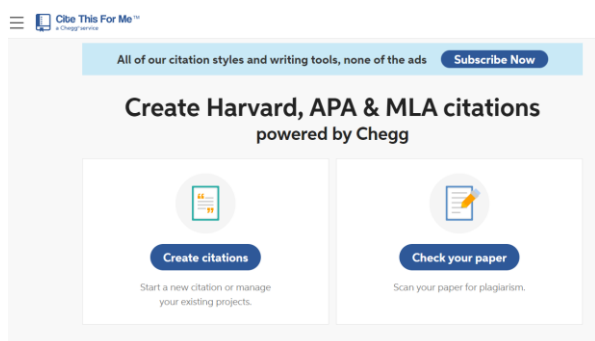 Cite This For Me™
a Chegg service
All of our citation styles and writing tools, none of the ads
Subscribe Now
Create Harvard, APA & MLA citations
powered by Chegg
Create citations
Start a new citation or manage
your existing projects.
Check your paper
Scan your paper for plagiarism.